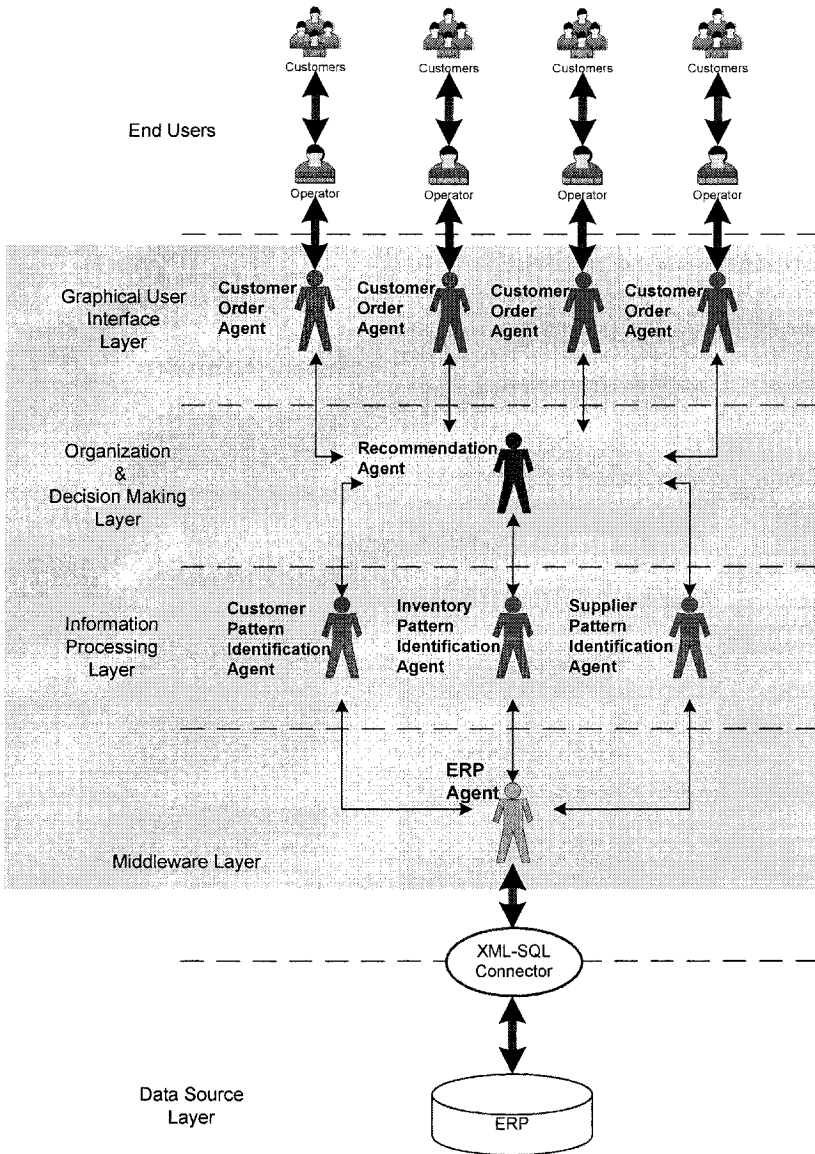 Customers
Customers
Customers
Customers
End Users
Operator
Operator
Operator
Operator
Graphical User
Interface
Layer
Customer
Order
Agent
Customer
Order
Agent
Customer
Order
Agent
Customer
Order
Agent
Organization
&
Decision Making
Layer
Recommendation
Agent
Information
Processing
Layer
Customer
Pattern
Identification
Agent
Inventory
Pattern
Identification
Agent
Supplier
Pattern
Identification
Agent
ERP
Agent
Middleware Layer
XML-SQL
Connector
Data Source
Layer
ERP